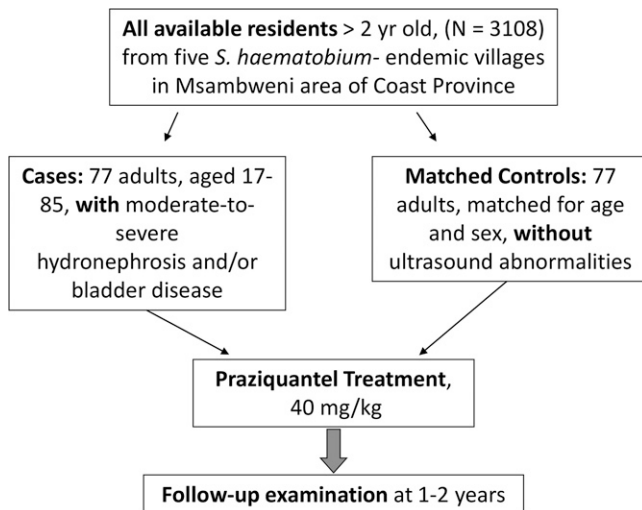 All available residents > 2 yr old, (N = 3108)
from five S. haematobium- endemic villages
in Msambweni area of Coast Province
Cases: 77 adults, aged 17-
85, with moderate-to-
severe
hydronephrosis and/or
bladder disease
Matched Controls: 77
adults, matched for age
and sex, without
ultrasound abnormalities
Praziquantel Treatment,
40 mg/kg
Follow-up examination at 1-2 years